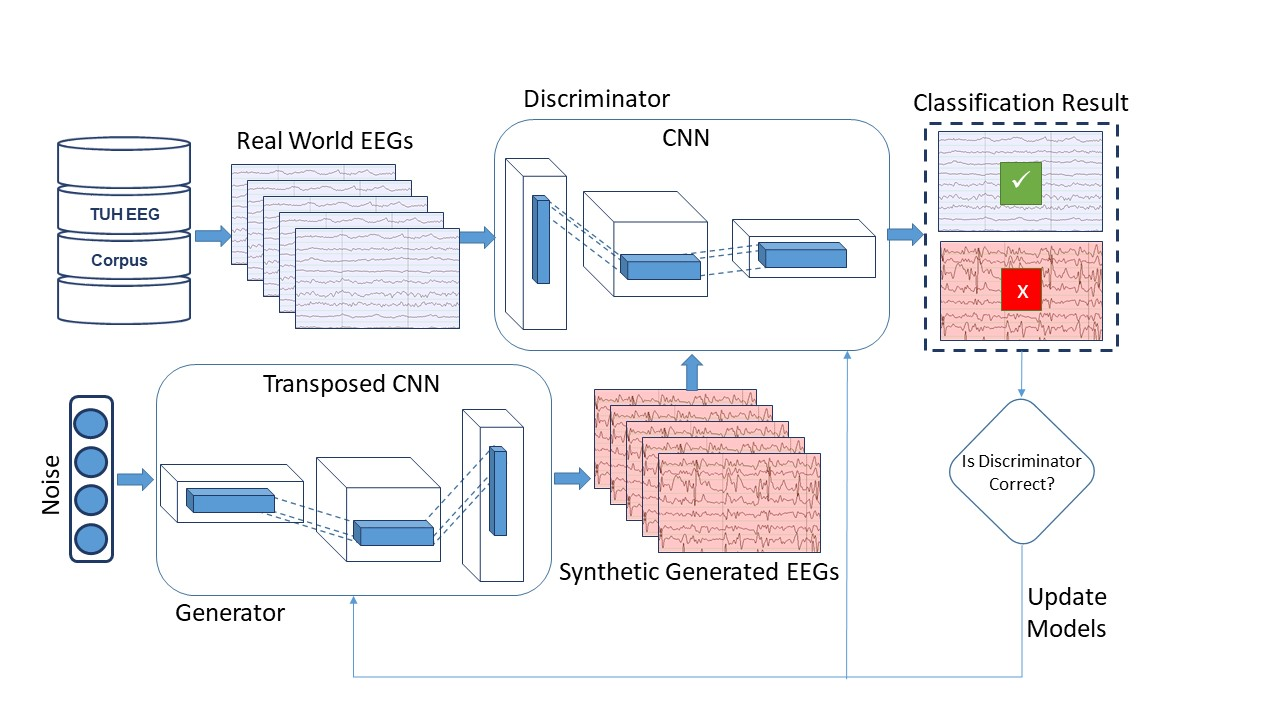 Discriminator
Classification Result
CNN
Real World EEGs
TUH EEG
Corpus
✓
X
Transposed CNN
Noise
Is Discriminator
Correct?
Synthetic Generated EEGs
Generator
Update
Models